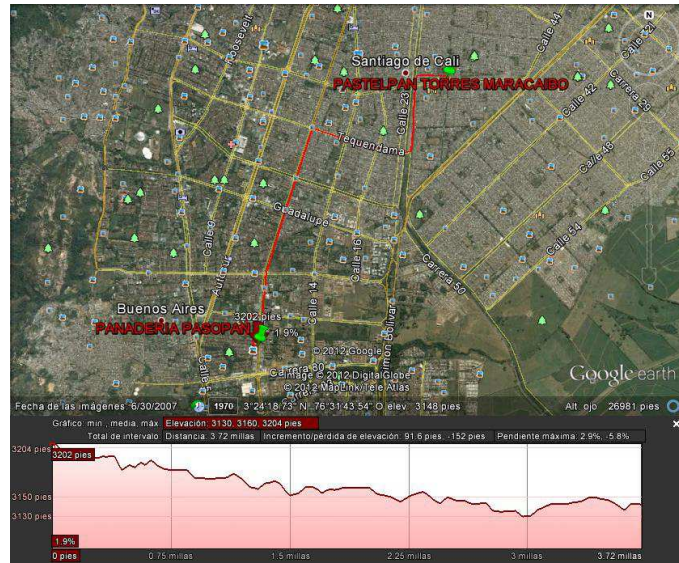 N
Calle 44
Roosevelt
Santiago de Cali
PASTELPAN TORRES MARACAIBO
Calle 23
Calle 42
Tequendama
Calle 48
Calle 55
Guadalupe
Calle 16
Calle 54
Carrera 50
Calle 14
Buenos Aires
3202 pies
PANADERIA PASOPAN
-1.9%
© 2012 Google
Image © 2012 DigitalGlobe
© 2012 MapLink/Tele Atlas
Carrera 80
Google earth
Fecha de las imágenes: 6/30/2007
1970
3°24'18.73" N
76°31'43.54" O
elev. 3148 pies
Alt. ojo 26981 pies
Gráfico: mín., media, máx Elevación: 3130, 3160, 3204 pies
Total de intervalo Distancia: 3.72 millas Incremento/pérdida de elevación: 91.6 pies, -152 pies Pendiente máxima: 2.9%, -5.8%
3204 pies
3202 pies
3150 pies
3130 pies
1.9%
0 pies 0.75 millas 1.5 millas 2.25 millas 3 millas 3.72 millas